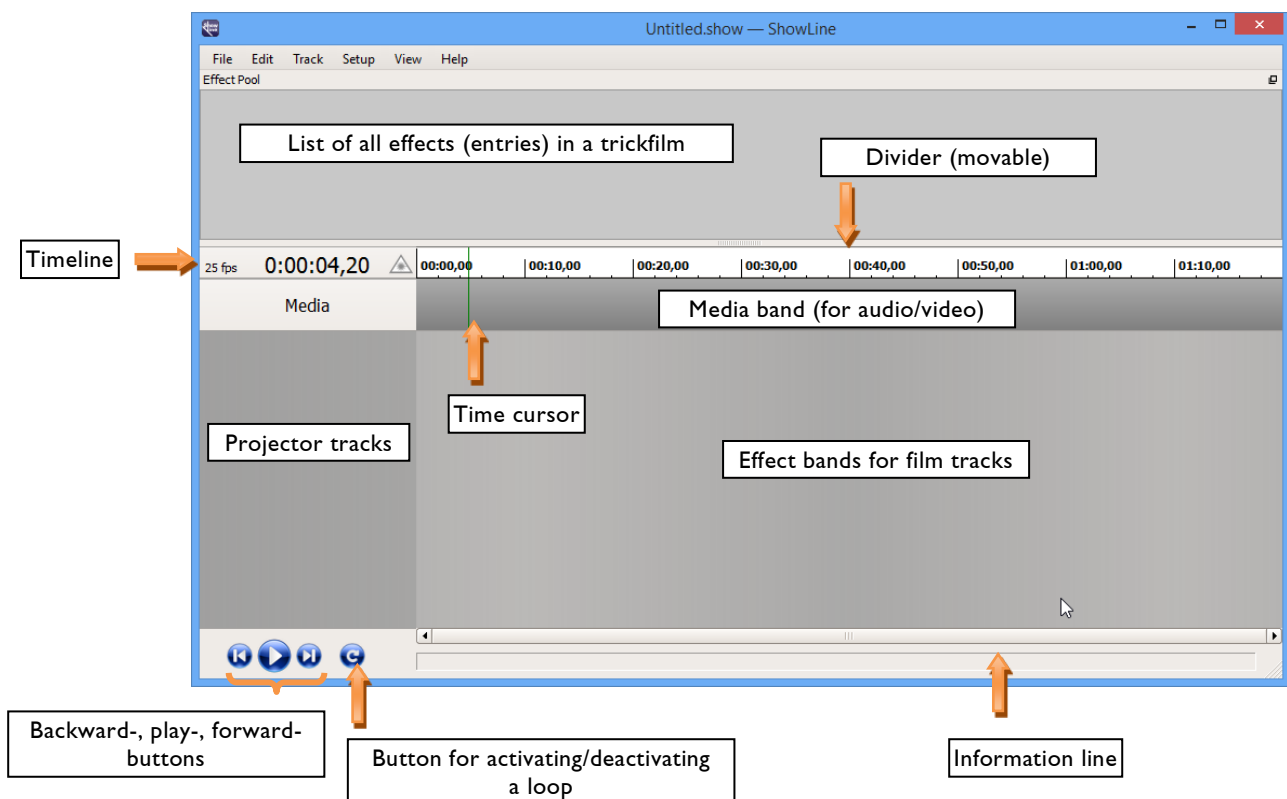 Untitled.show — ShowLine
File Edit Track Setup View Help
Effect Pool
List of all effects (entries) in a trickfilm
Divider (movable)
Timeline
25 fps 0:00:04,20 00:00,00 00:10,00 00:20,00 00:30,00 00:40,00 00:50,00 01:00,00 01:10,00
Media
Media band (for audio/video)
Time cursor
Projector tracks
Effect bands for film tracks
Backward-, play-, forward-
buttons
Button for activating/deactivating
a loop
Information line